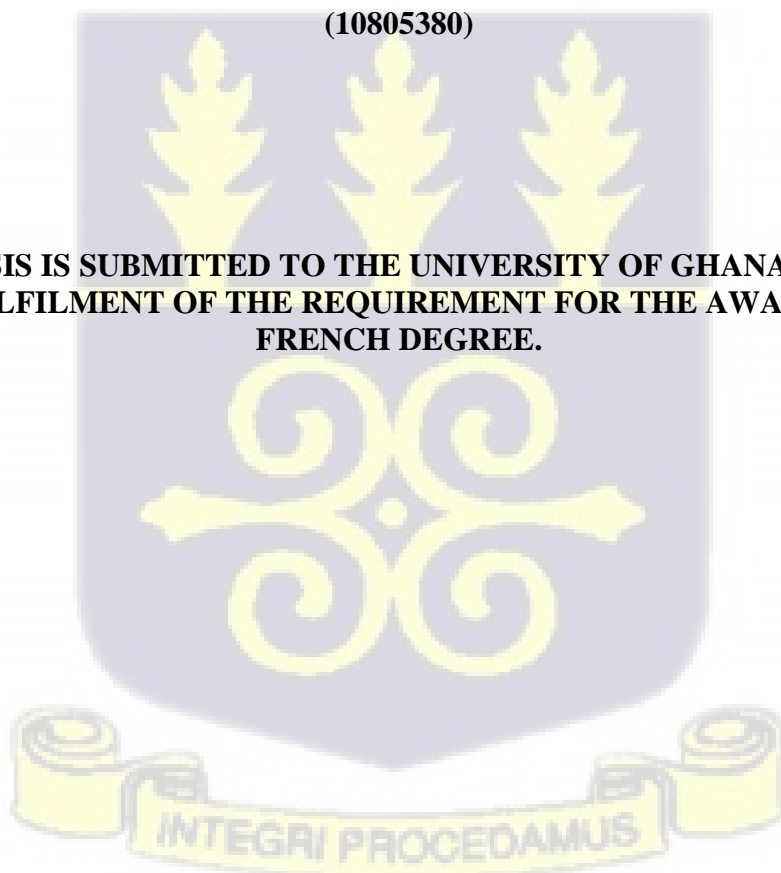 (10805380)
SIS IS SUBMITTED TO THE UNIVERSITY OF GHANA
LFILMENT OF THE REQUIREMENT FOR THE AWA
FRENCH DEGREE.
INTEGRI PROCEDAMUS